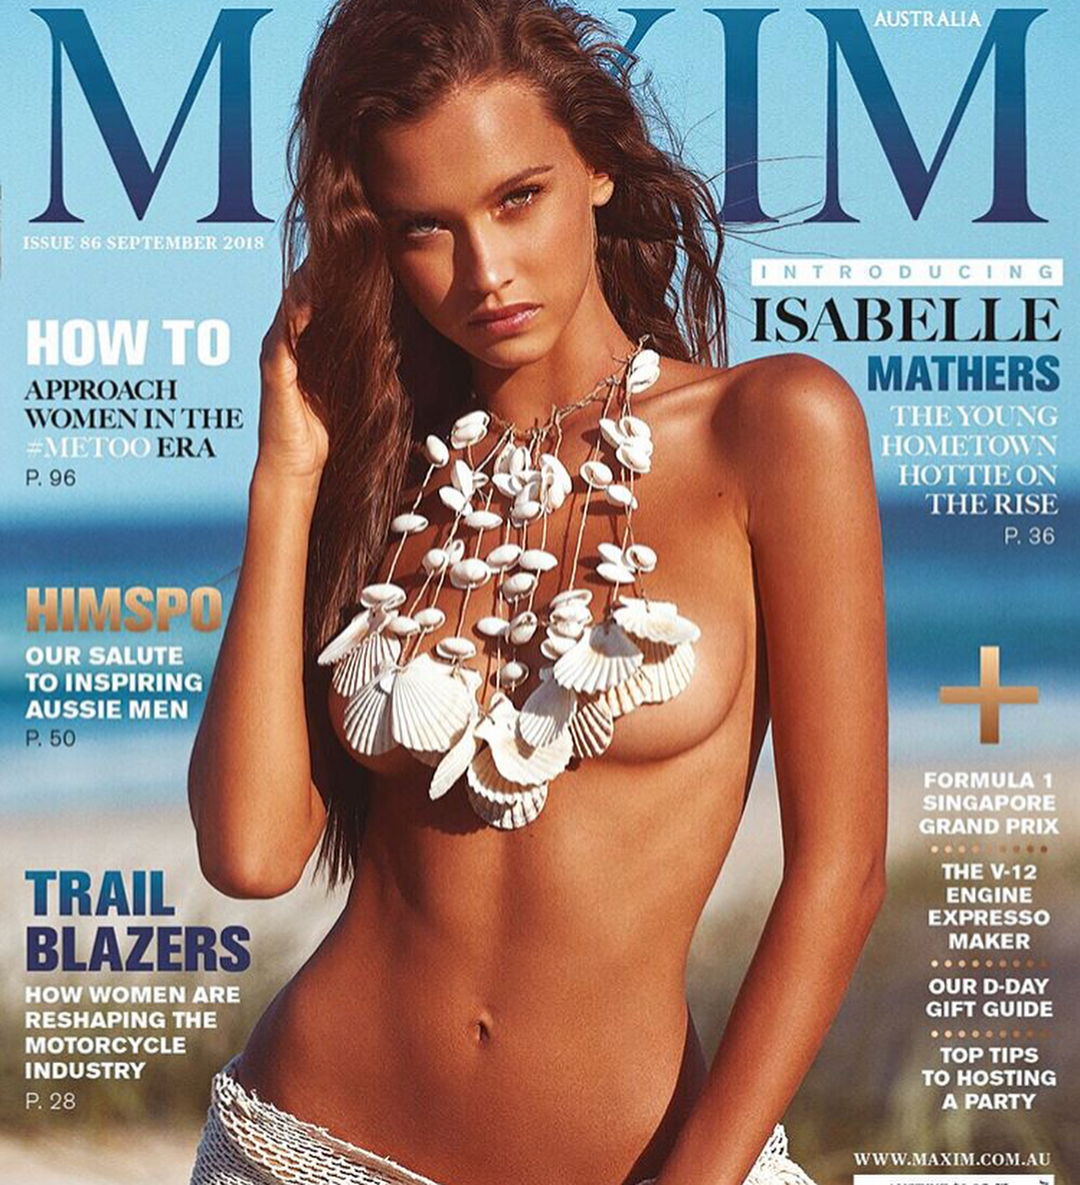 MAXIM
AUSTRALIA
ISSUE 86 SEPTEMBER 2018
HOW TO
APPROACH
WOMEN IN THE
#METOO ERA
P. 96
HIMSPO
OUR SALUTE
TO INSPIRING
AUSSIE MEN
P. 50
TRAIL
BLAZERS
HOW WOMEN ARE
RESHAPING THE
MOTORCYCLE
INDUSTRY
P. 28
INTRODUCING
ISABELLE
MATHERS
THE YOUNG
HOMETOWN
HOTTIE ON
THE RISE
P. 36
+
FORMULA 1
SINGAPORE
GRAND PRIX
THE V-12
ENGINE
EXPRESSO
MAKER
OUR D-DAY
GIFT GUIDE
TOP TIPS
TO HOSTING
A PARTY
WWW.MAXIM.COM.AU